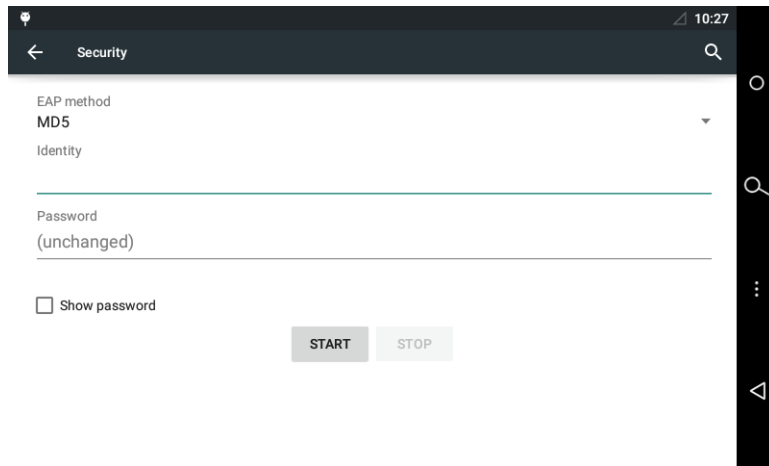 10:27
Security
EAP method
MD5
Identity
Password
(unchanged)
Show password
START STOP